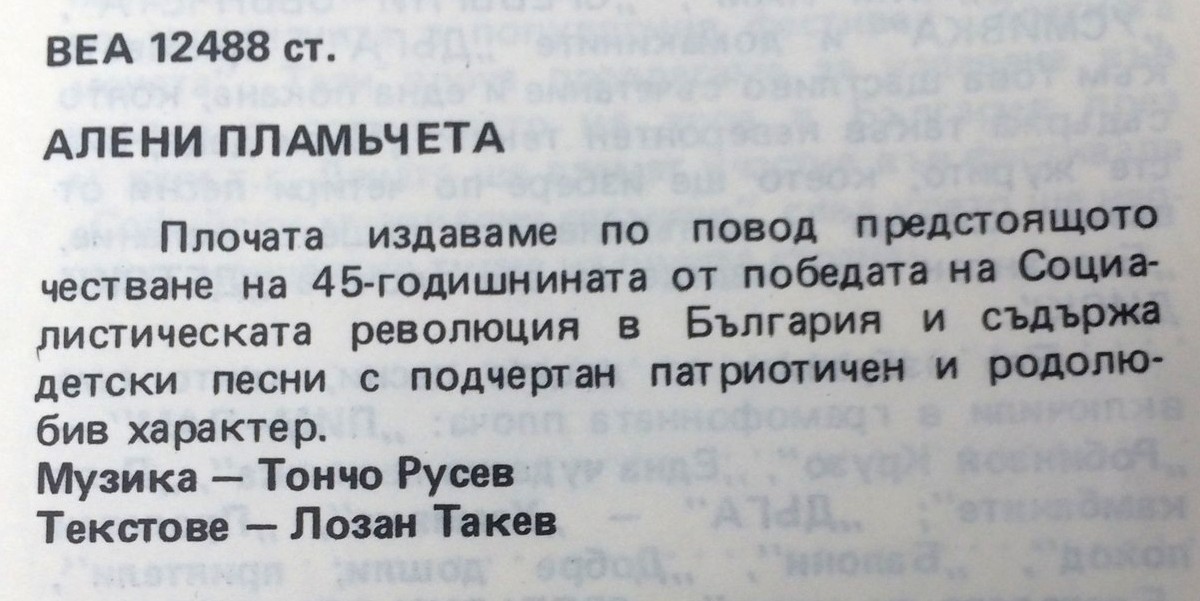 ВЕА 12488 ст.
АЛЕНИ ПЛАМЪЧЕТА
Плочата издаваме по повод предстоящото
честване на 45-годишнината от победата на Социа-
листическата революция в България и съдържа
детски песни с подчертан патриотичен и родолю-
бив характер.
Музика — Тончо Русев
Текстове — Лозан Такев